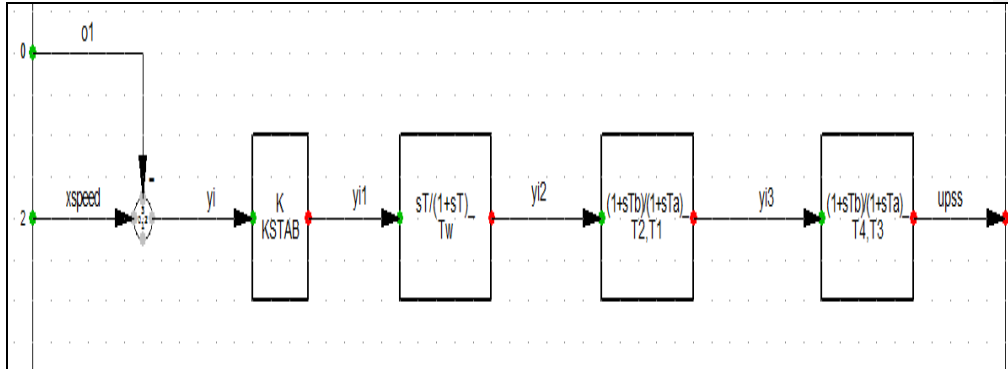 o1
0
-
xspeed
yi
yi1
yi2
yi3
upss
2
K
KSTAB
sT/(1+sT)_
Tw
(1+sTb)/(1+sTa)_
T2,T1
(1+sTb)/(1+sTa)_
T4,T3